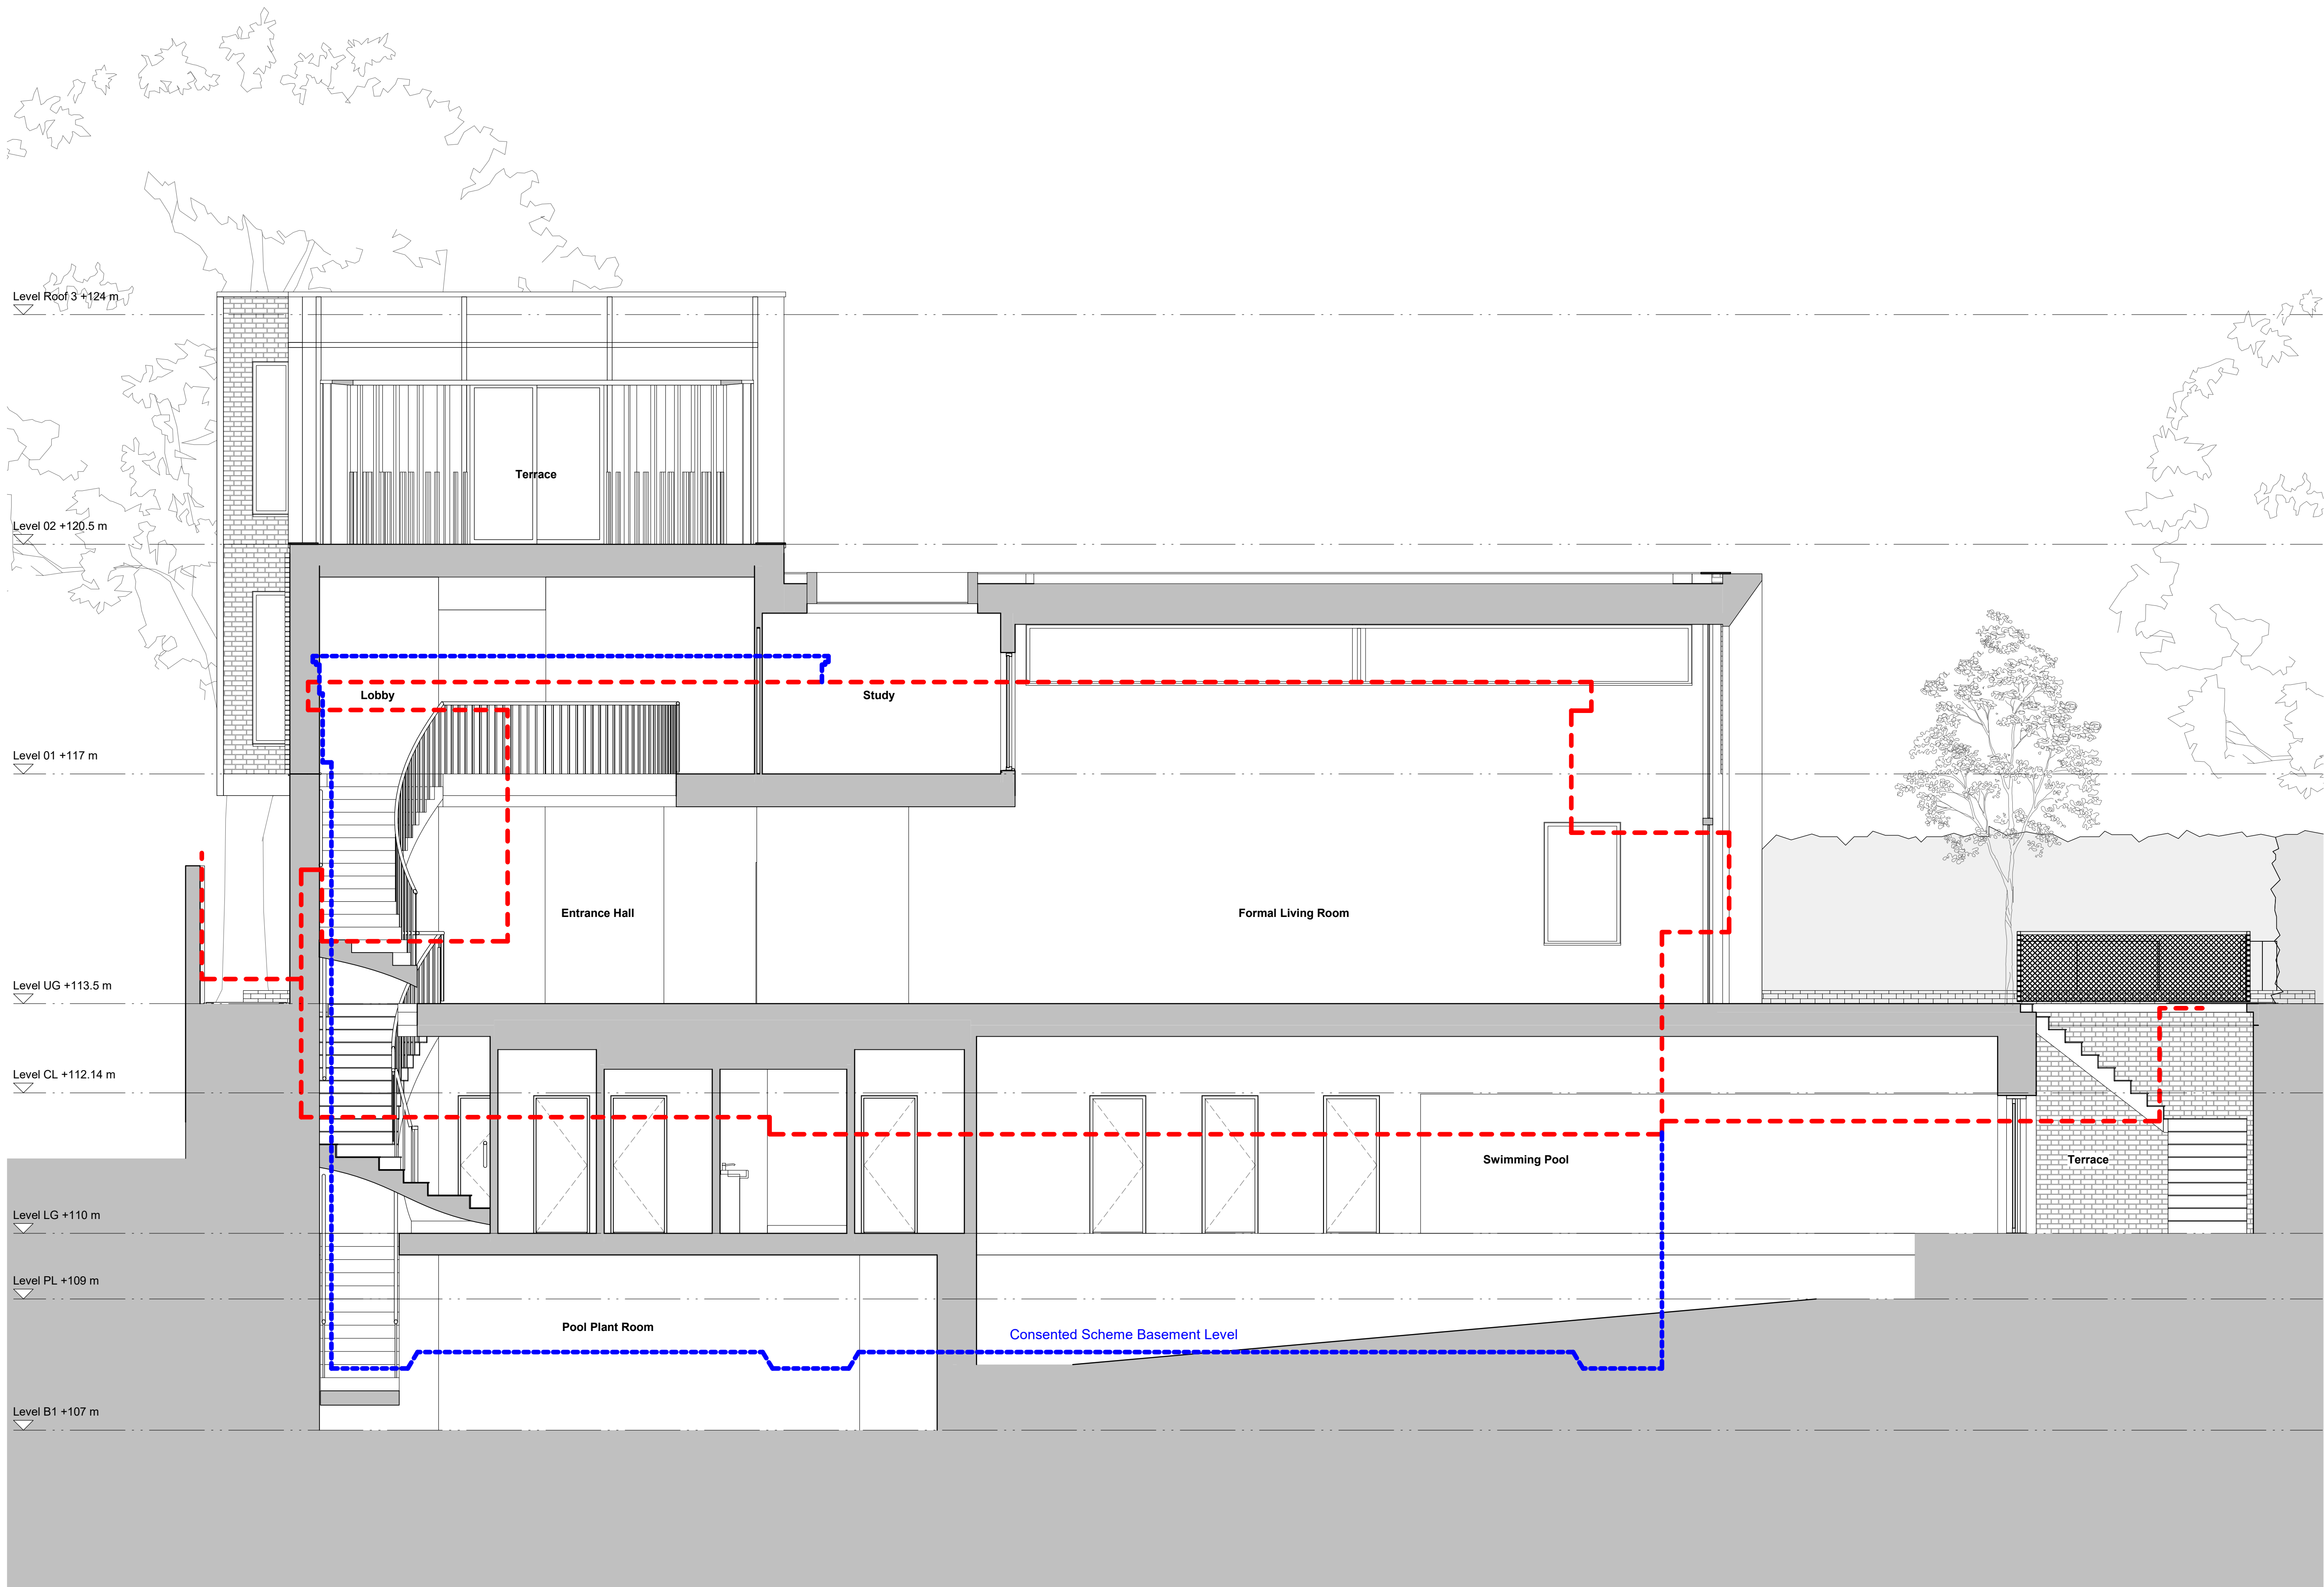 Level Roof 3 +124 m
Terrace
Level 02 +120.5 m
Lobby
Study
Level 01 +117 m
Entrance Hall
Formal Living Room
Level UG +113.5 m
Level CL +112.14 m
Swimming Pool
Terrace
Level LG +110 m
Level PL +109 m
Pool Plant Room
Consented Scheme Basement Level
Level B1 +107 m